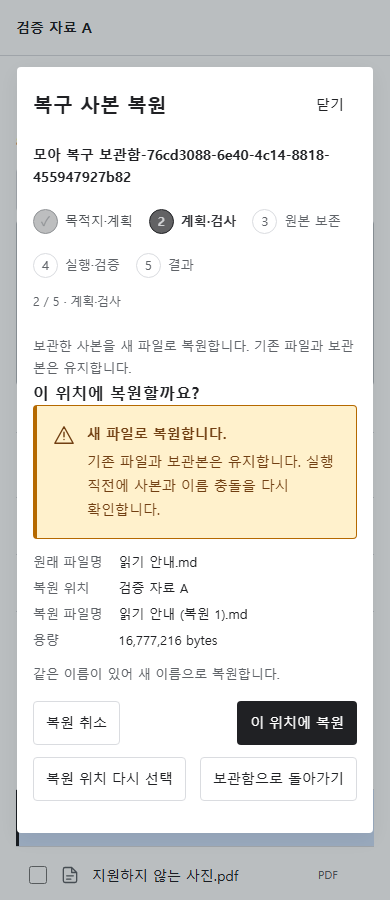 검증 자료 A
복구 사본 복원
닫기
모아 복구 보관함-76cd3088-6e40-4c14-8818-
455947927b82
✓ 목적지·계획
2 계획·검사
3 원본 보존
4 실행·검증
5 결과
2 / 5 · 계획·검사
보관한 사본을 새 파일로 복원합니다. 기존 파일과 보관
본은 유지합니다.
이 위치에 복원할까요?
새 파일로 복원합니다.
기존 파일과 보관본은 유지합니다. 실행
직전에 사본과 이름 충돌을 다시
확인합니다.
원래 파일명 읽기 안내.md
복원 위치 검증 자료 A
복원 파일명 읽기 안내 (복원 1).md
용량 16,777,216 bytes
같은 이름이 있어 새 이름으로 복원합니다.
복원 취소
이 위치에 복원
복원 위치 다시 선택
보관함으로 돌아가기
지원하지 않는 사진.pdf
PDF